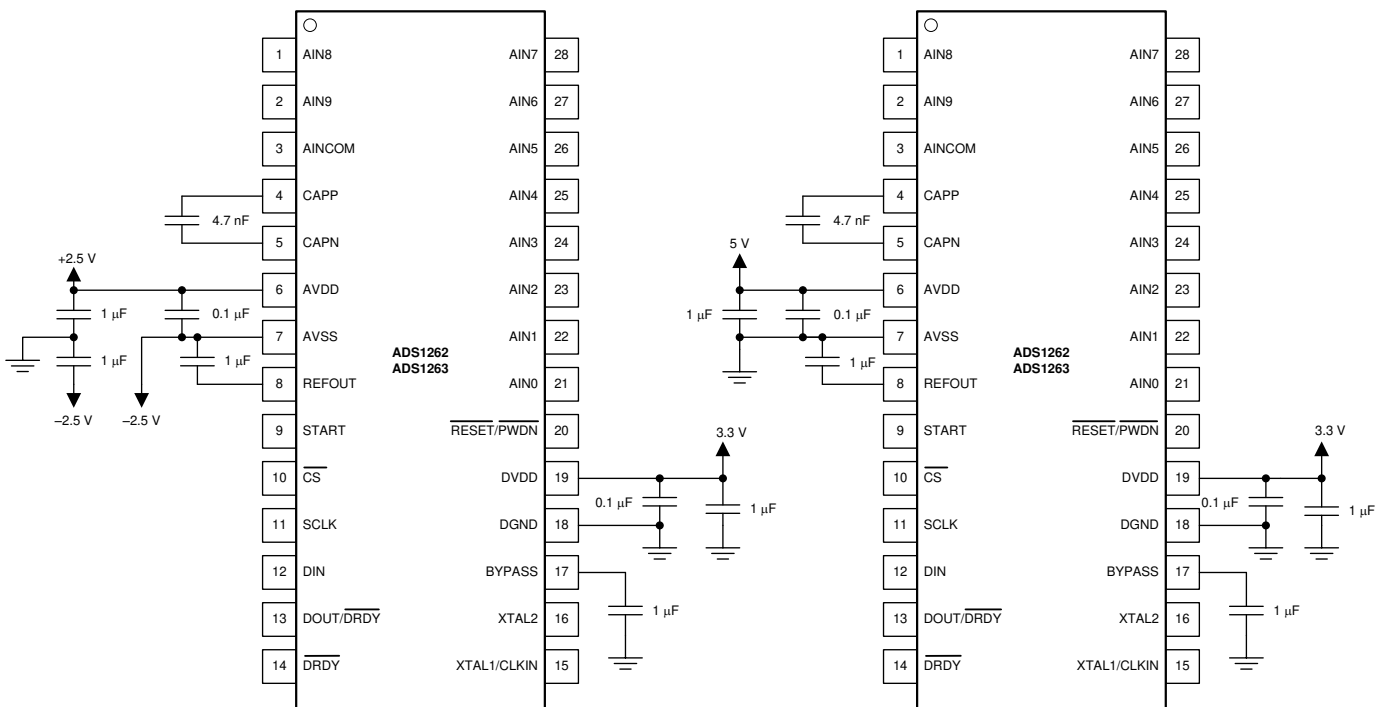 1 AIN8 AIN7 28
2 AIN9 AIN6 27
3 AINCOM AIN5 26
4 CAPP AIN4 25
4.7 nF
5 CAPN AIN3 24
+2.5 V
6 AVDD AIN2 23
1 μF 0.1 μF
7 AVSS AIN1 22
ADS1262
ADS1263
1 μF 1 μF
8 REFOUT AIN0 21
–2.5 V –2.5 V
9 START RESET/PWDN 20
3.3 V
10 CS DVDD 19
0.1 μF 1 μF
11 SCLK DGND 18
12 DIN BYPASS 17
1 μF
13 DOUT/DRDY XTAL2 16
14 DRDY XTAL1/CLKIN 15
1 AIN8 AIN7 28
2 AIN9 AIN6 27
3 AINCOM AIN5 26
4 CAPP AIN4 25
4.7 nF
5 CAPN AIN3 24
5 V
6 AVDD AIN2 23
1 μF 0.1 μF
7 AVSS AIN1 22
ADS1262
ADS1263
1 μF
8 REFOUT AIN0 21
9 START RESET/PWDN 20
3.3 V
10 CS DVDD 19
0.1 μF 1 μF
11 SCLK DGND 18
12 DIN BYPASS 17
1 μF
13 DOUT/DRDY XTAL2 16
14 DRDY XTAL1/CLKIN 15